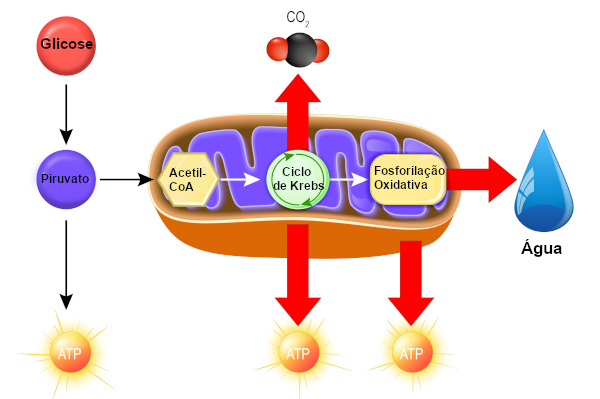 CO₂
Glicose
Piruvato
Acetil-
CoA
Ciclo
de Krebs
Fosforilação
Oxidativa
Água
ATP
ATP
ATP